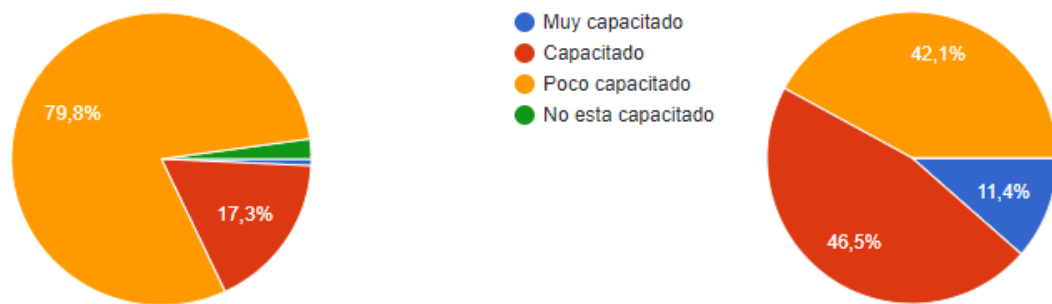 79,8%
17,3%
Muy capacitado
Capacitado
Poco capacitado
No esta capacitado
42,1%
11,4%
46,5%